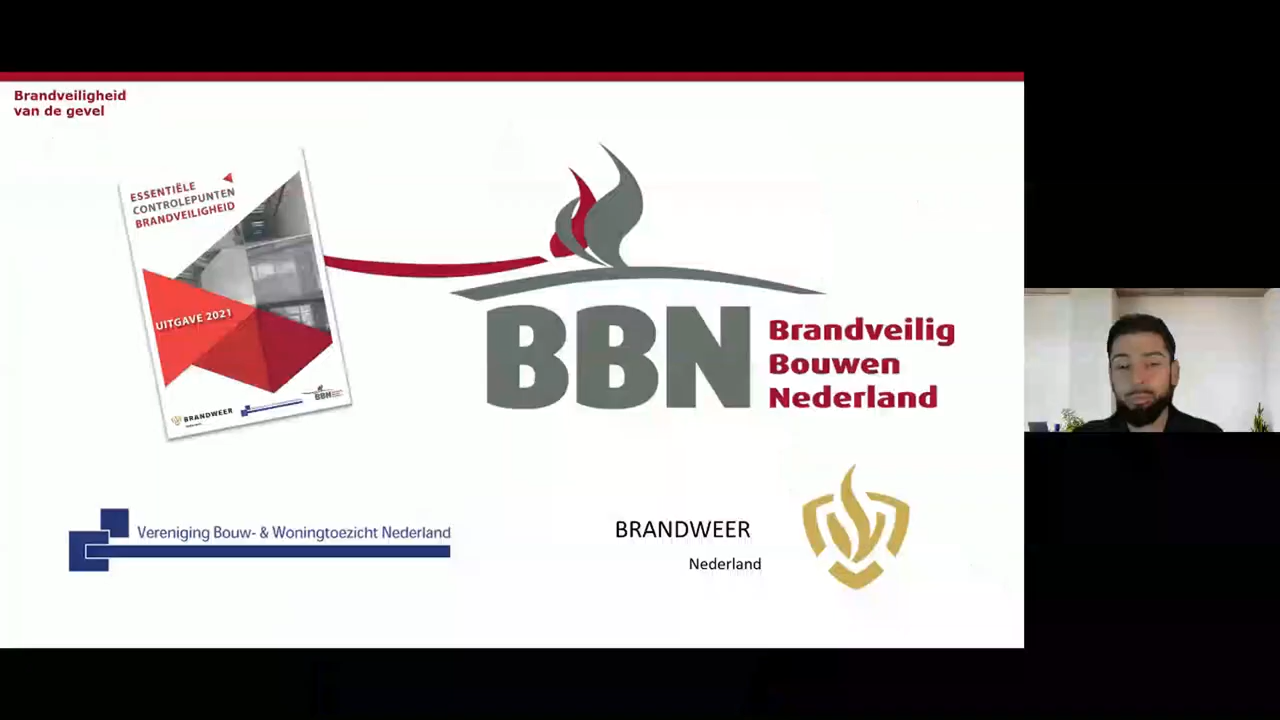 Brandveiligheid
van de gevel
ESSENTIËLE
CONTROLEPUNTEN
BRANDVEILIGHEID
UITGAVE 2021
BRANDWEER
BBN
BBN
Brandveilig
Bouwen
Nederland
Vereniging Bouw- & Woningtoezicht Nederland
BRANDWEER
Nederland